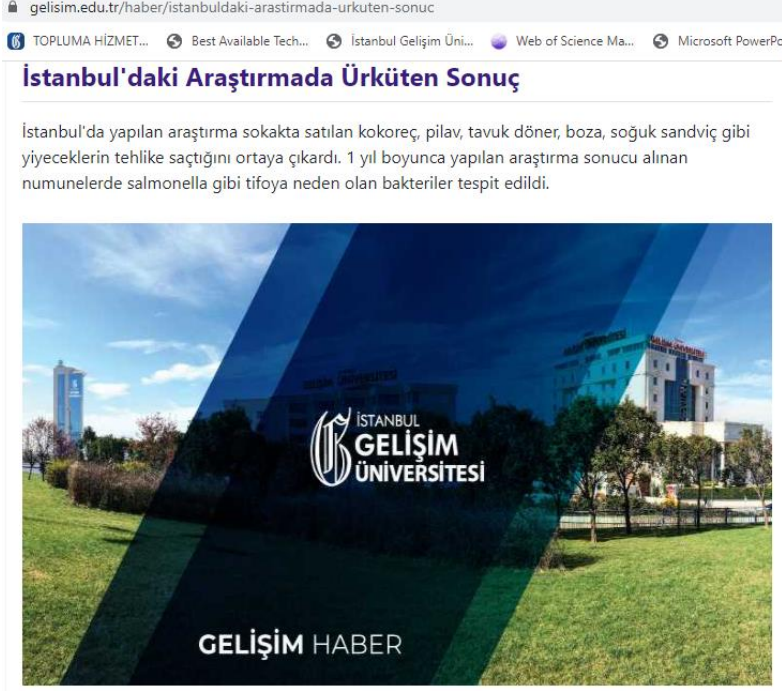 gelisim.edu.tr/haber/istanbuldaki-arastirmada-urkuten-sonuc
TOPLUMA HİZMET... Best Available Tech... İstanbul Gelişim Üni... Web of Science Ma... Microsoft PowerPo
İstanbul'daki Araştırmada Ürküten Sonuç
İstanbul'da yapılan araştırma sokakta satılan kokoreç, pilav, tavuk döner, boza, soğuk sandviç gibi
yiyeceklerin tehlike saçtığını ortaya çıkardı. 1 yıl boyunca yapılan araştırma sonucu alınan
numunelerde salmonella gibi tifoya neden olan bakteriler tespit edildi.
İSTANBUL
GELİŞİM
ÜNİVERSİTESİ
GELİŞİM HABER